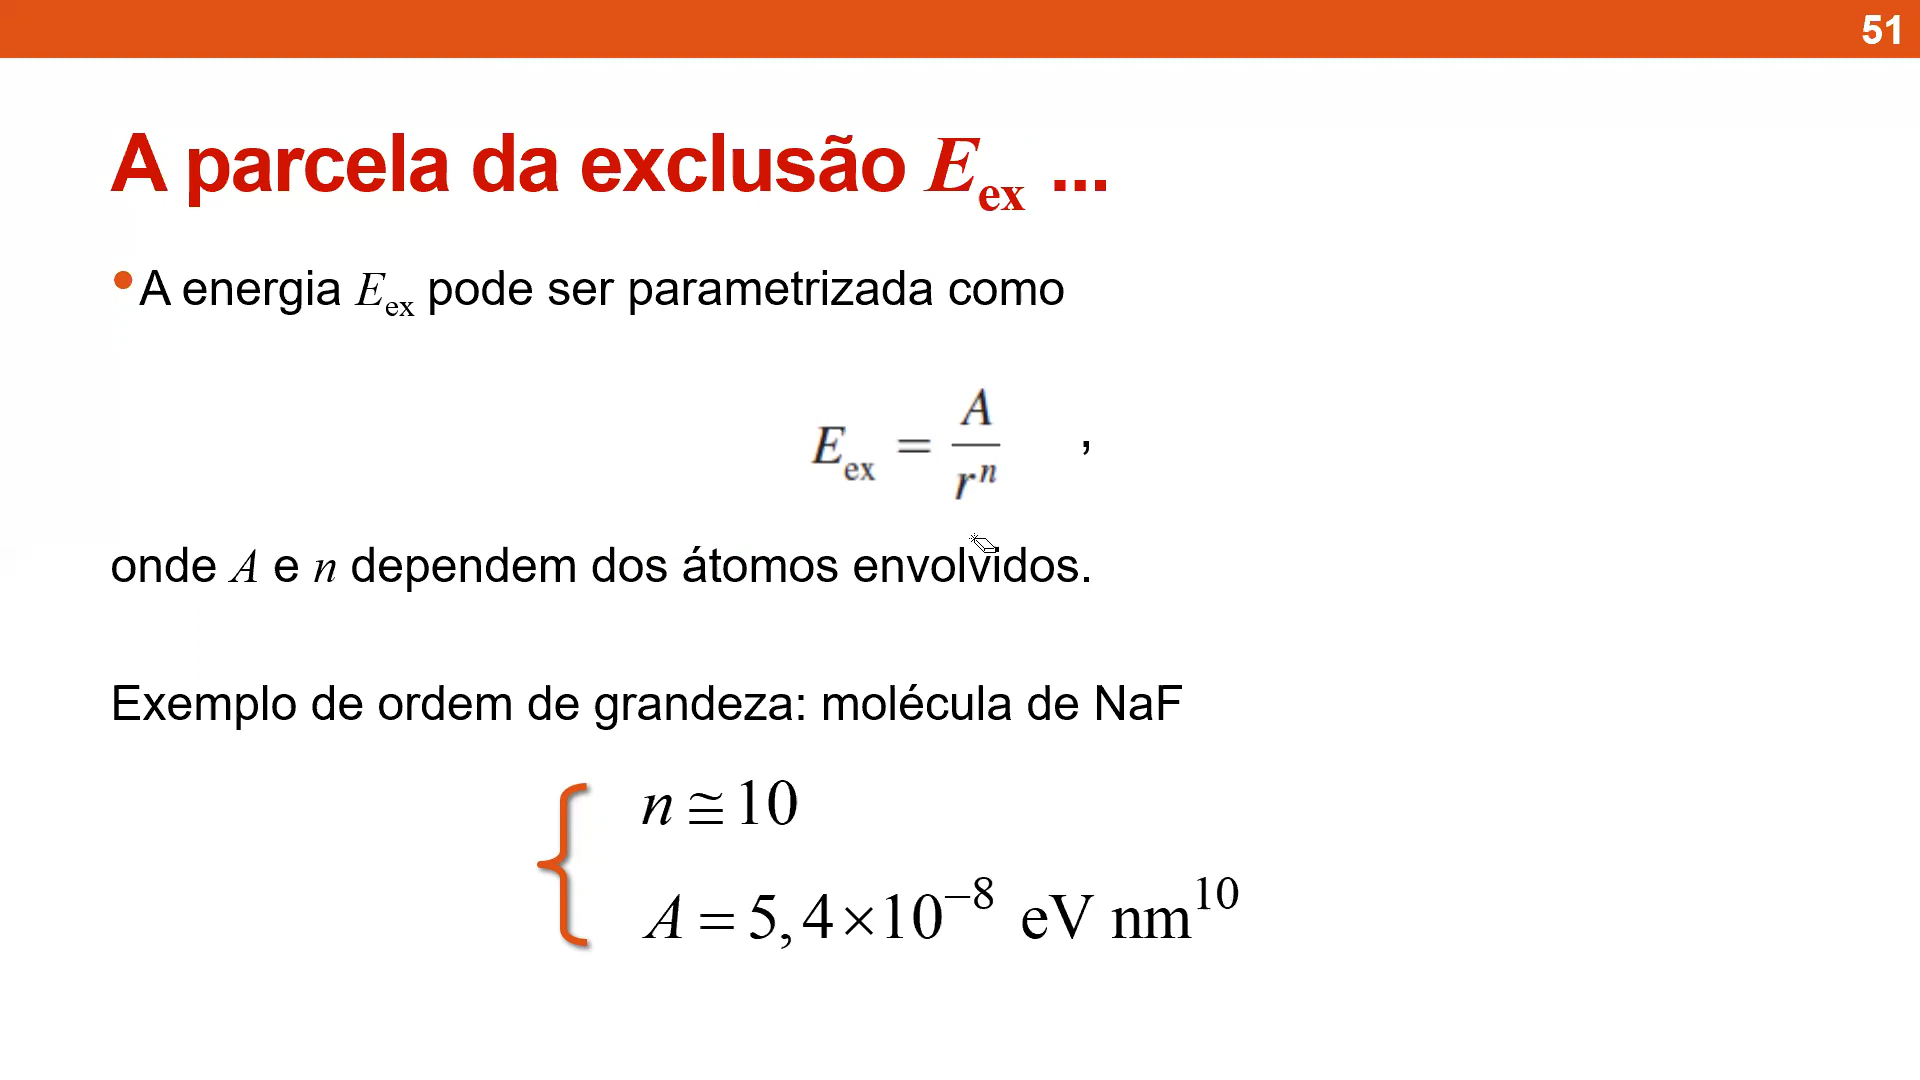 51
A parcela da exclusão E_ex ...
•A energia E_ex pode ser parametrizada como
E_ex = A / r^n ,
onde A e n dependem dos átomos envolvidos.
Exemplo de ordem de grandeza: molécula de NaF
n ≅ 10
A = 5,4×10^−8 eV nm^10